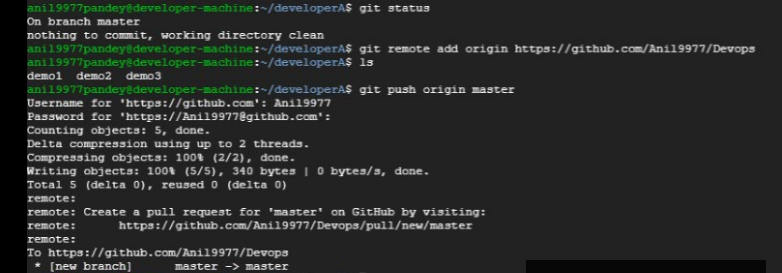 anil9977pandey@developer-machine:~/developerA$ git status
On branch master
nothing to commit, working directory clean
anil9977pandey@developer-machine:~/developerA$ git remote add origin https://github.com/Anil9977/Devops
anil9977pandey@developer-machine:~/developerA$ ls
demo1  demo2  demo3
anil9977pandey@developer-machine:~/developerA$ git push origin master
Username for 'https://github.com': Anil9977
Password for 'https://Anil9977@github.com':
Counting objects: 5, done.
Delta compression using up to 2 threads.
Compressing objects: 100% (2/2), done.
Writing objects: 100% (5/5), 340 bytes | 0 bytes/s, done.
Total 5 (delta 0), reused 0 (delta 0)
remote:
remote: Create a pull request for 'master' on GitHub by visiting:
remote:      https://github.com/Anil9977/Devops/pull/new/master
remote:
To https://github.com/Anil9977/Devops
 * [new branch]      master -> master